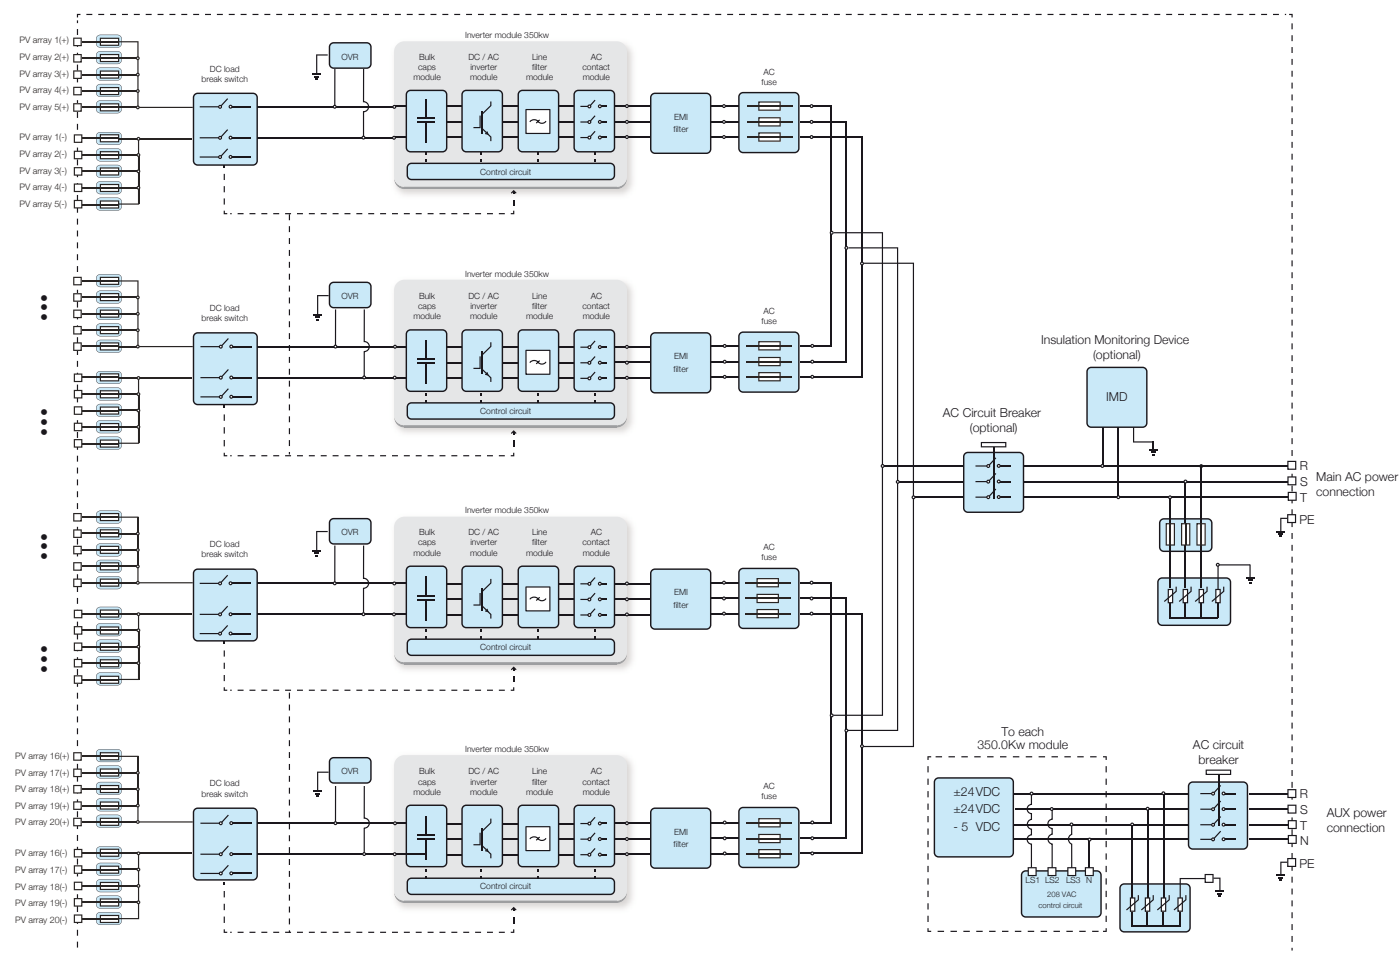 PV array 1(+)
PV array 2(+)
PV array 3(+)
PV array 4(+)
PV array 5(+)
PV array 1(-)
PV array 2(-)
PV array 3(-)
PV array 4(-)
PV array 5(-)
DC load
break switch
OVR
Inverter module 350kw
Bulk
caps
module
DC / AC
inverter
module
Line
filter
module
AC
contact
module
Control circuit
EMI
filter
AC
fuse
DC load
break switch
OVR
Inverter module 350kw
Bulk
caps
module
DC / AC
inverter
module
Line
filter
module
AC
contact
module
Control circuit
EMI
filter
AC
fuse
Insulation Monitoring Device
(optional)
IMD
AC Circuit Breaker
(optional)
R
S
T
Main AC power
connection
PE
DC load
break switch
OVR
Inverter module 350kw
Bulk
caps
module
DC / AC
inverter
module
Line
filter
module
AC
contact
module
Control circuit
EMI
filter
AC
fuse
PV array 16(+)
PV array 17(+)
PV array 18(+)
PV array 19(+)
PV array 20(+)
PV array 16(-)
PV array 17(-)
PV array 18(-)
PV array 19(-)
PV array 20(-)
DC load
break switch
OVR
Inverter module 350kw
Bulk
caps
module
DC / AC
inverter
module
Line
filter
module
AC
contact
module
Control circuit
EMI
filter
AC
fuse
To each
350.0Kw module
±24VDC
±24VDC
- 5 VDC
LS1 LS2 LS3 N
208 VAC
control circuit
AC circuit
breaker
R
S
T
N
AUX power
connection
PE